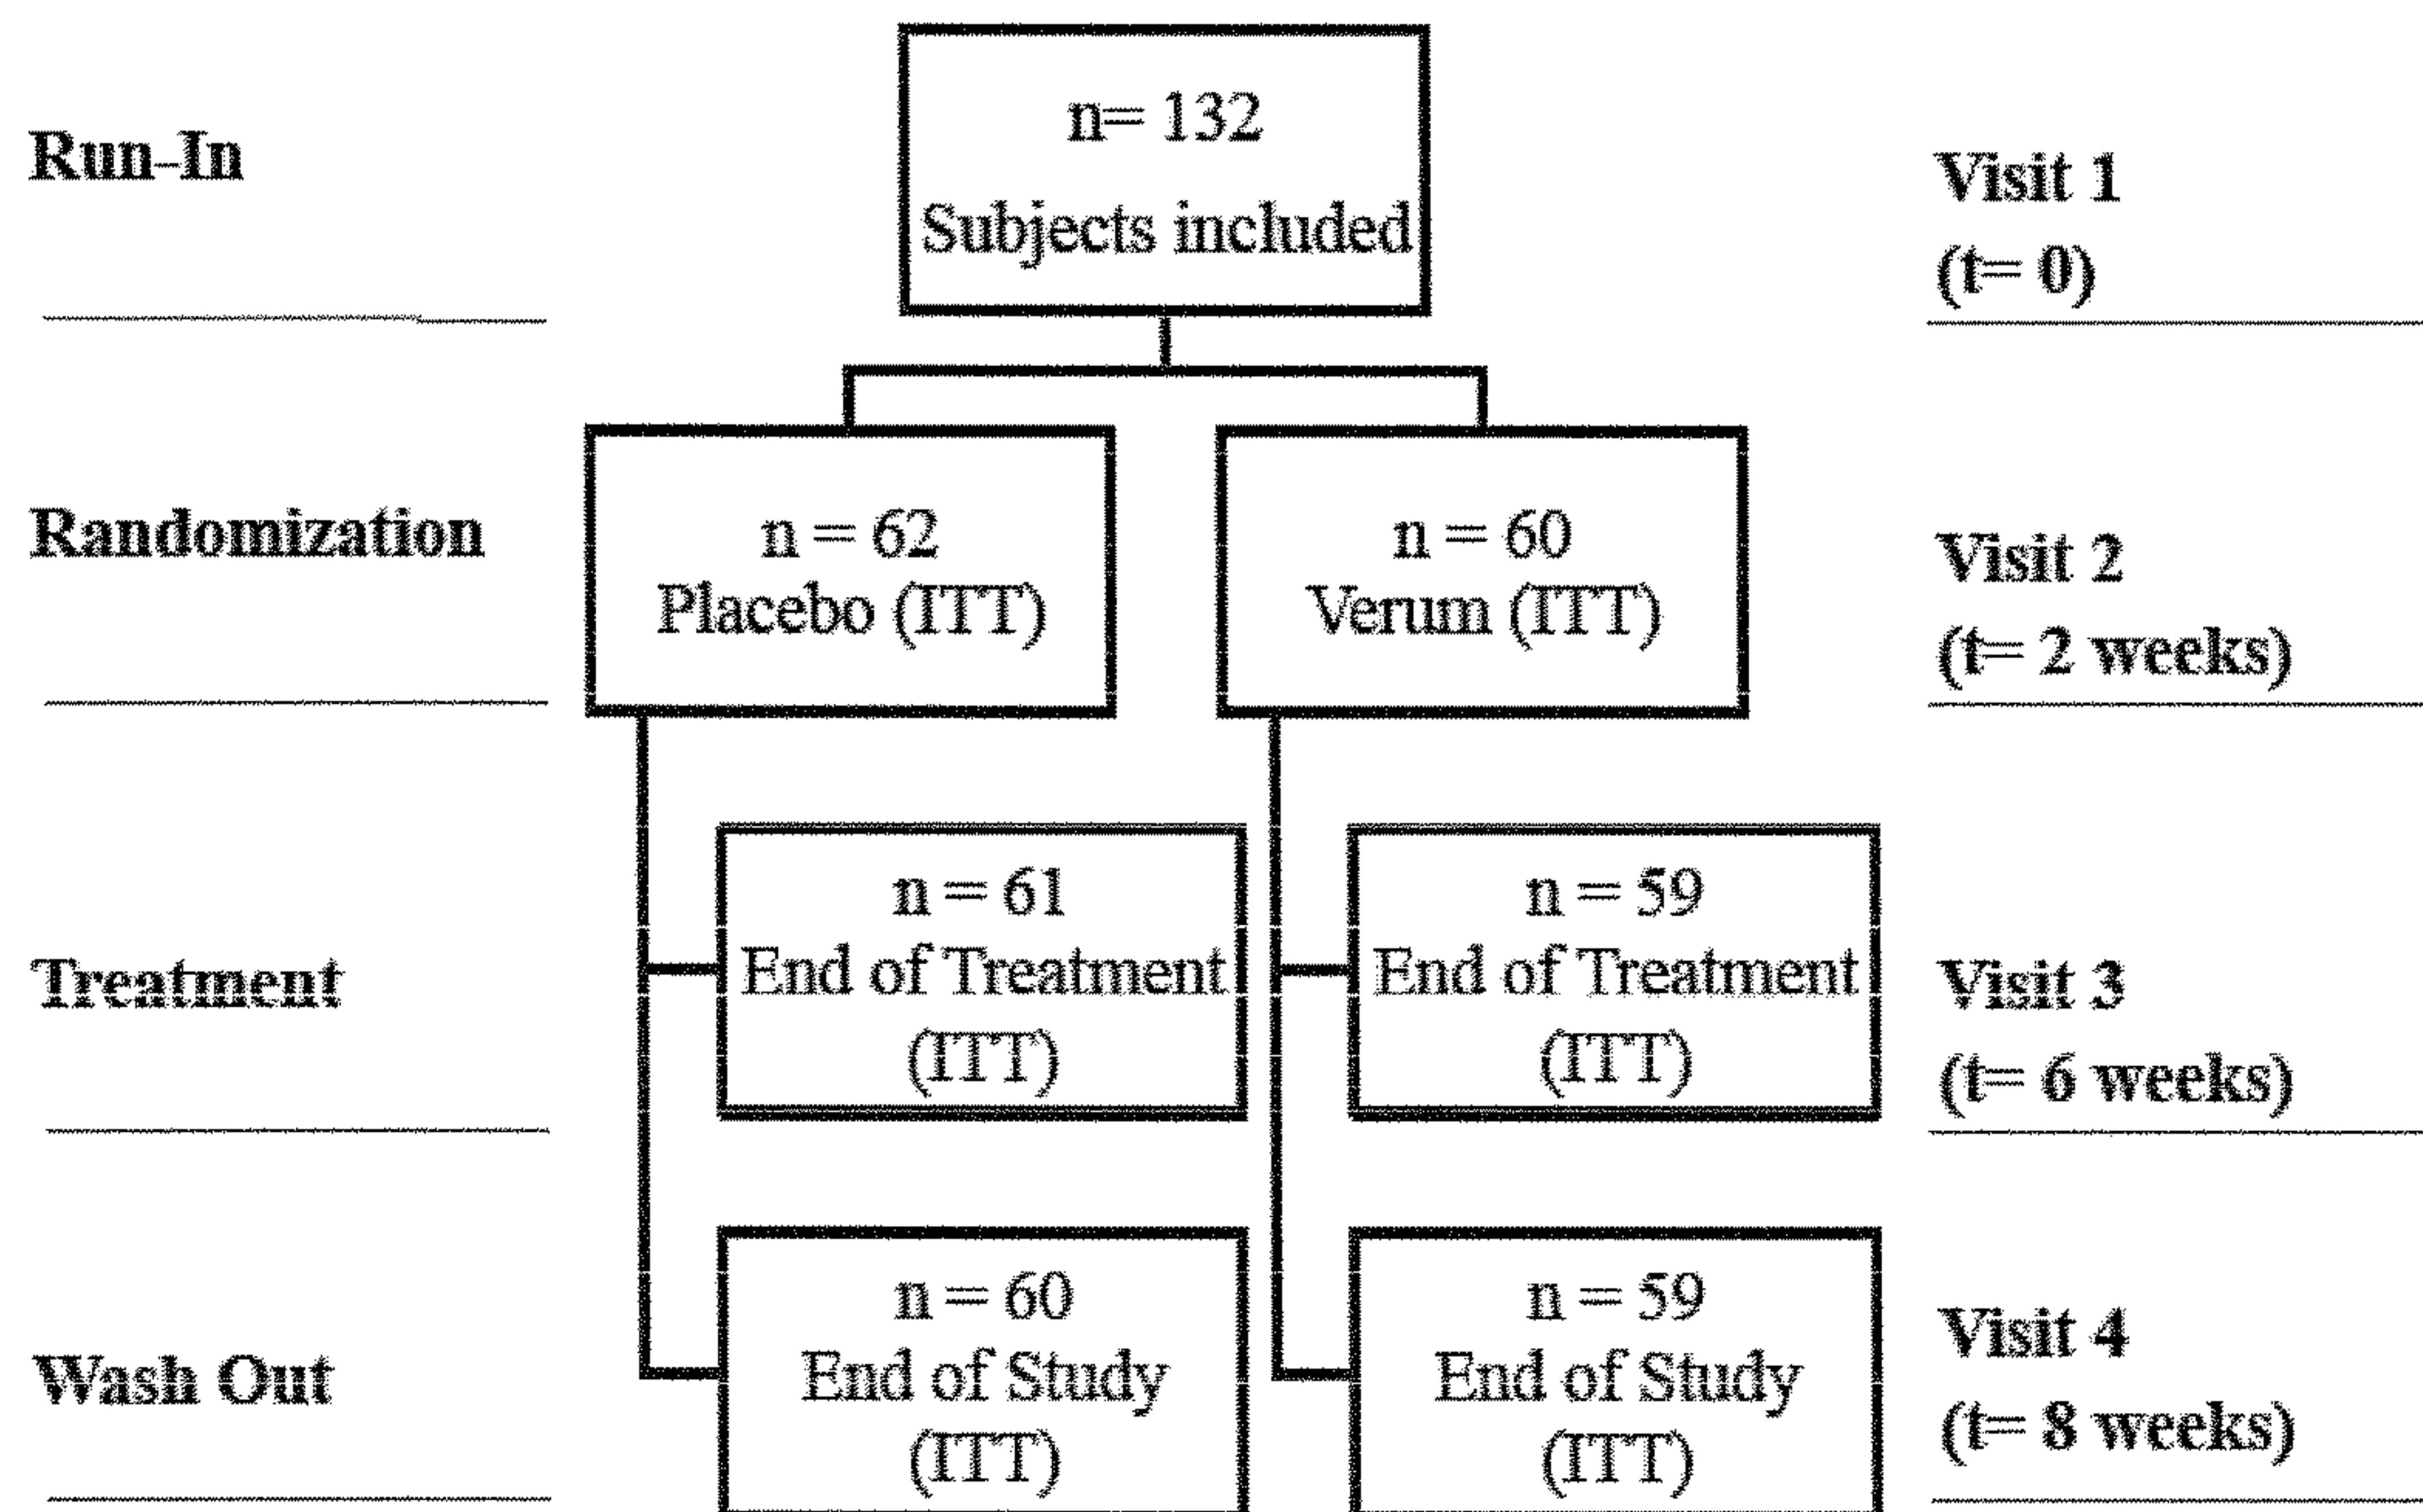 Run-In
n= 132
Subjects included
Visit 1
(t= 0)
Randomization
n = 62
Placebo (ITT)
n = 60
Verum (ITT)
Visit 2
(t= 2 weeks)
Treatment
n = 61
End of Treatment
(ITT)
n = 59
End of Treatment
(ITT)
Visit 3
(t= 6 weeks)
Wash Out
n = 60
End of Study
(ITT)
n = 59
End of Study
(ITT)
Visit 4
(t= 8 weeks)